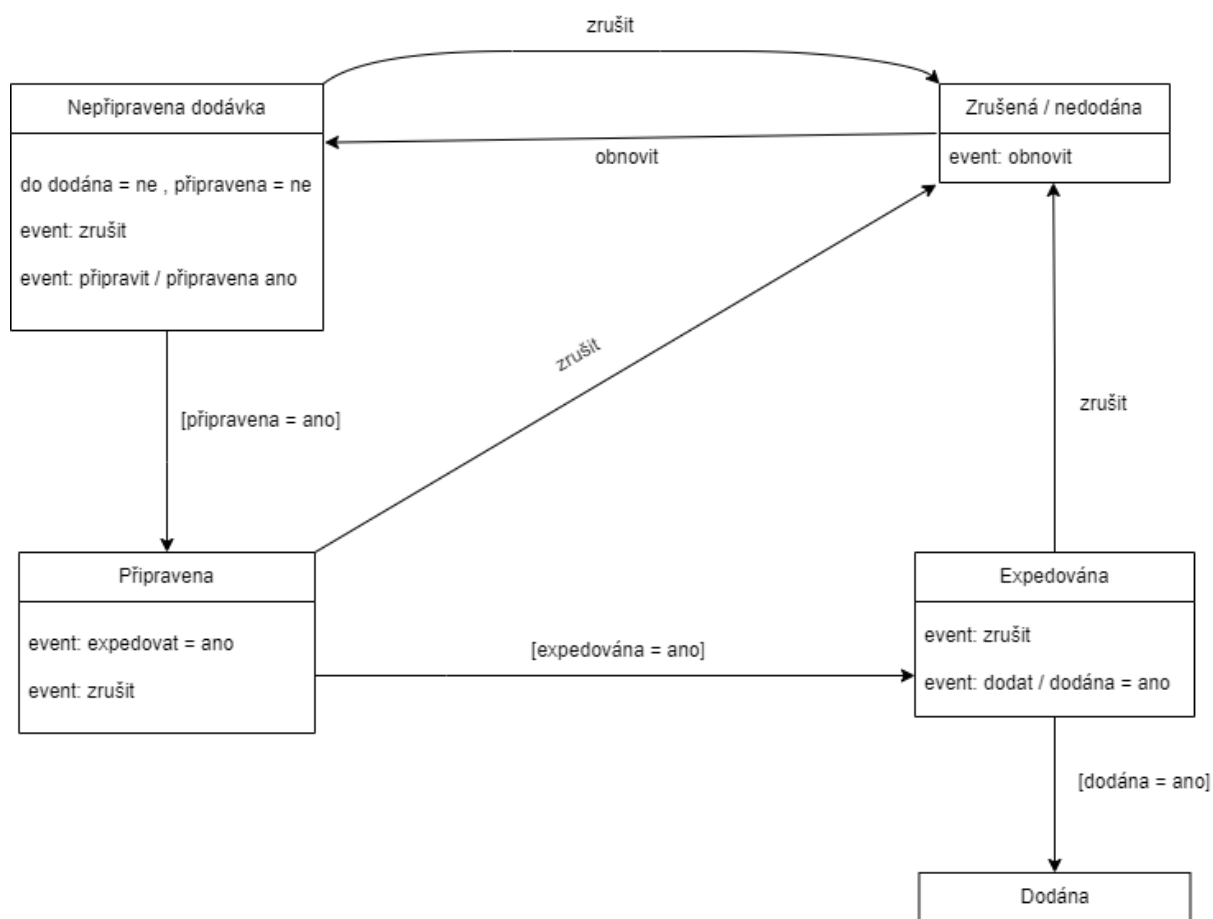 zrušit
Nepřipravena dodávka
Zrušená / nedodána
obnovit
event: obnovit
do dodána = ne , připravena = ne
event: zrušit
event: připravit / připravena ano
zrušit
zrušit
[připravena = ano]
Připravena
Expedována
event: expedovat = ano
event: zrušit
[expedována = ano]
event: zrušit
event: dodat / dodána = ano
[dodána = ano]
Dodána